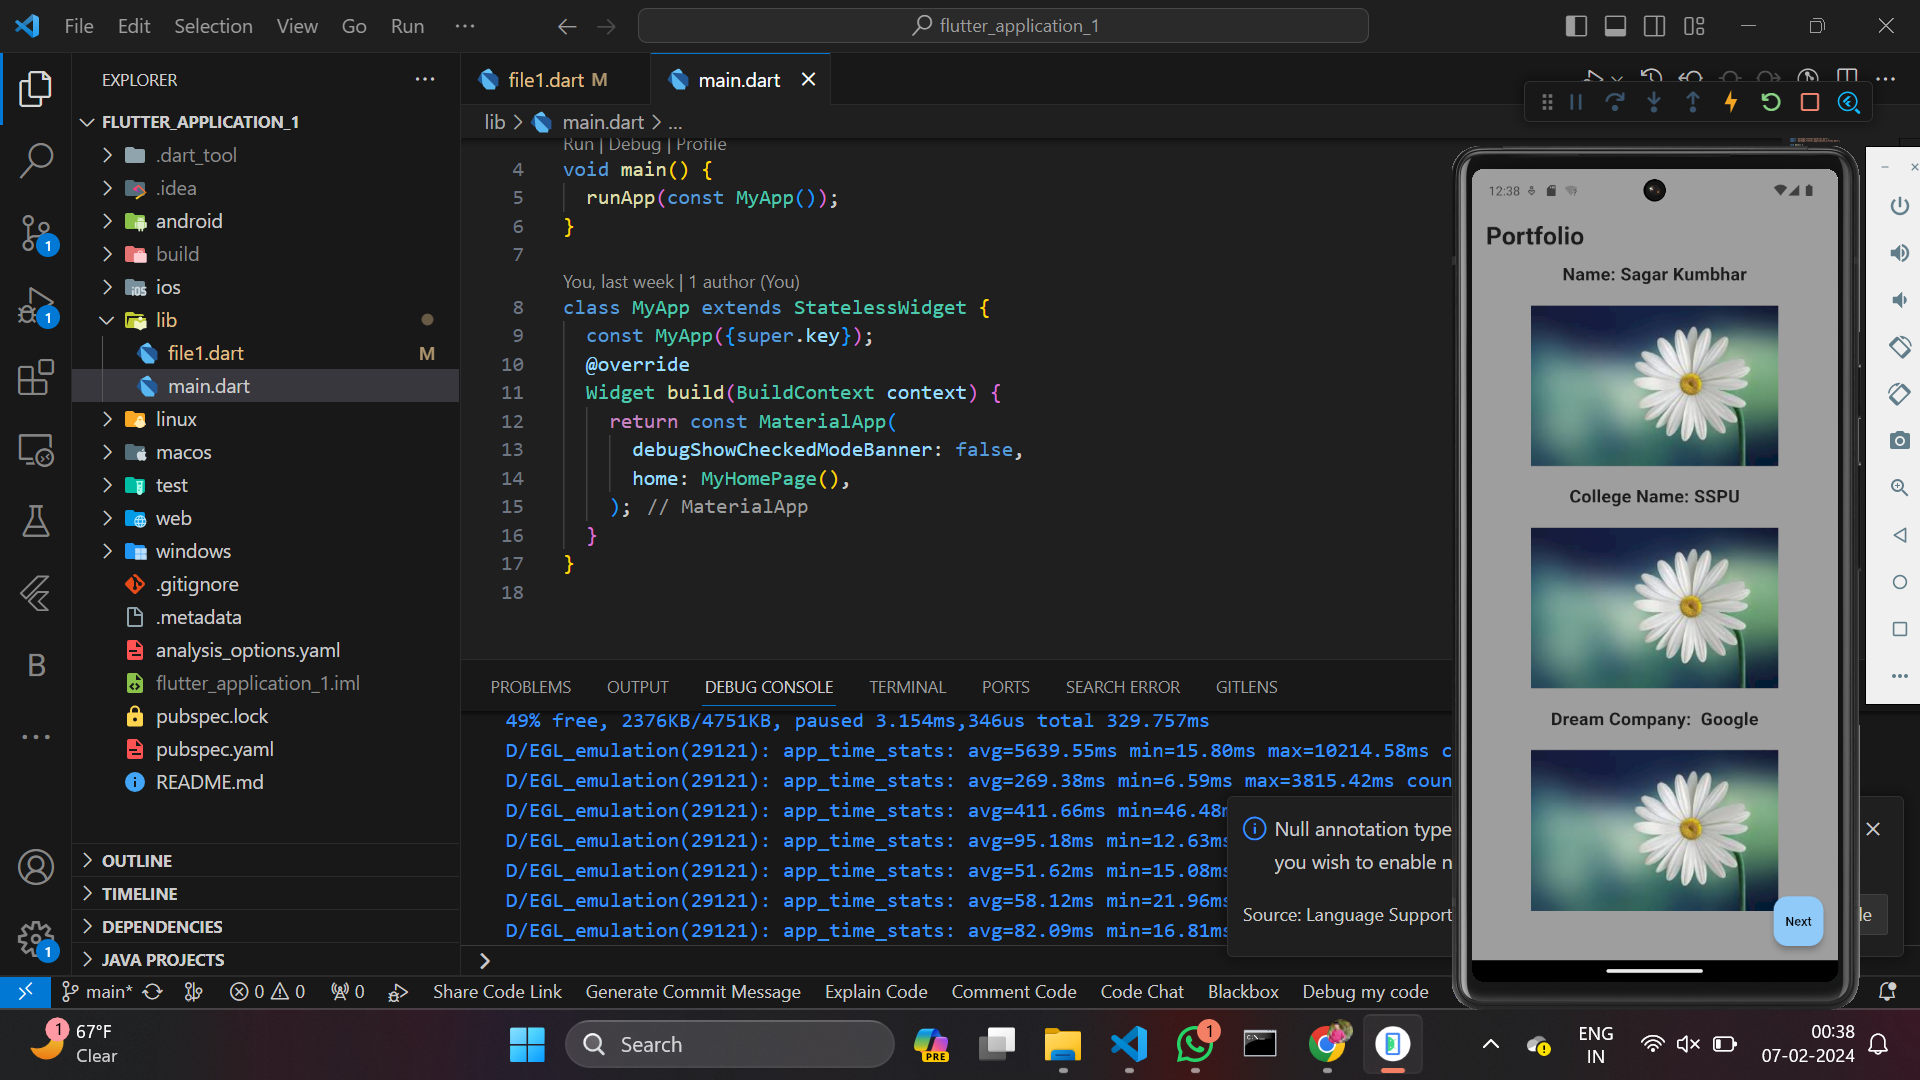 File Edit Selection View Go Run ···
flutter_application_1
EXPLORER
FLUTTER_APPLICATION_1
.dart_tool
.idea
android
build
ios
lib
file1.dart M
main.dart
linux
macos
test
web
windows
.gitignore
.metadata
analysis_options.yaml
flutter_application_1.iml
pubspec.lock
pubspec.yaml
README.md
OUTLINE
TIMELINE
DEPENDENCIES
JAVA PROJECTS
1
1
1
B
file1.dart M
main.dart
lib > main.dart > ...
Run | Debug | Profile
4 void main() {
5 runApp(const MyApp());
6 }
7
You, last week | 1 author (You)
8 class MyApp extends StatelessWidget {
9 const MyApp({super.key});
10 @override
11 Widget build(BuildContext context) {
12 return const MaterialApp(
13 debugShowCheckedModeBanner: false,
14 home: MyHomePage(),
15 ); // MaterialApp
16 }
17 }
18
PROBLEMS OUTPUT DEBUG CONSOLE TERMINAL PORTS SEARCH ERROR GITLENS
49% free, 2376KB/4751KB, paused 3.154ms,346us total 329.757ms
D/EGL_emulation(29121): app_time_stats: avg=5639.55ms min=15.80ms max=10214.58ms c
D/EGL_emulation(29121): app_time_stats: avg=269.38ms min=6.59ms max=3815.42ms coun
D/EGL_emulation(29121): app_time_stats: avg=411.66ms min=46.48m
D/EGL_emulation(29121): app_time_stats: avg=95.18ms min=12.63ms
D/EGL_emulation(29121): app_time_stats: avg=51.62ms min=15.08ms
D/EGL_emulation(29121): app_time_stats: avg=58.12ms min=21.96ms
D/EGL_emulation(29121): app_time_stats: avg=82.09ms min=16.81ms
Null annotation type
you wish to enable n
Source: Language Support
le
12:38
Portfolio
Name: Sagar Kumbhar
College Name: SSPU
Dream Company: Google
Next
main* 0 0 0 Share Code Link Generate Commit Message Explain Code Comment Code Code Chat Blackbox Debug my code
1
67°F
Clear
Search
PRE
1
ENG
IN
00:38
07-02-2024